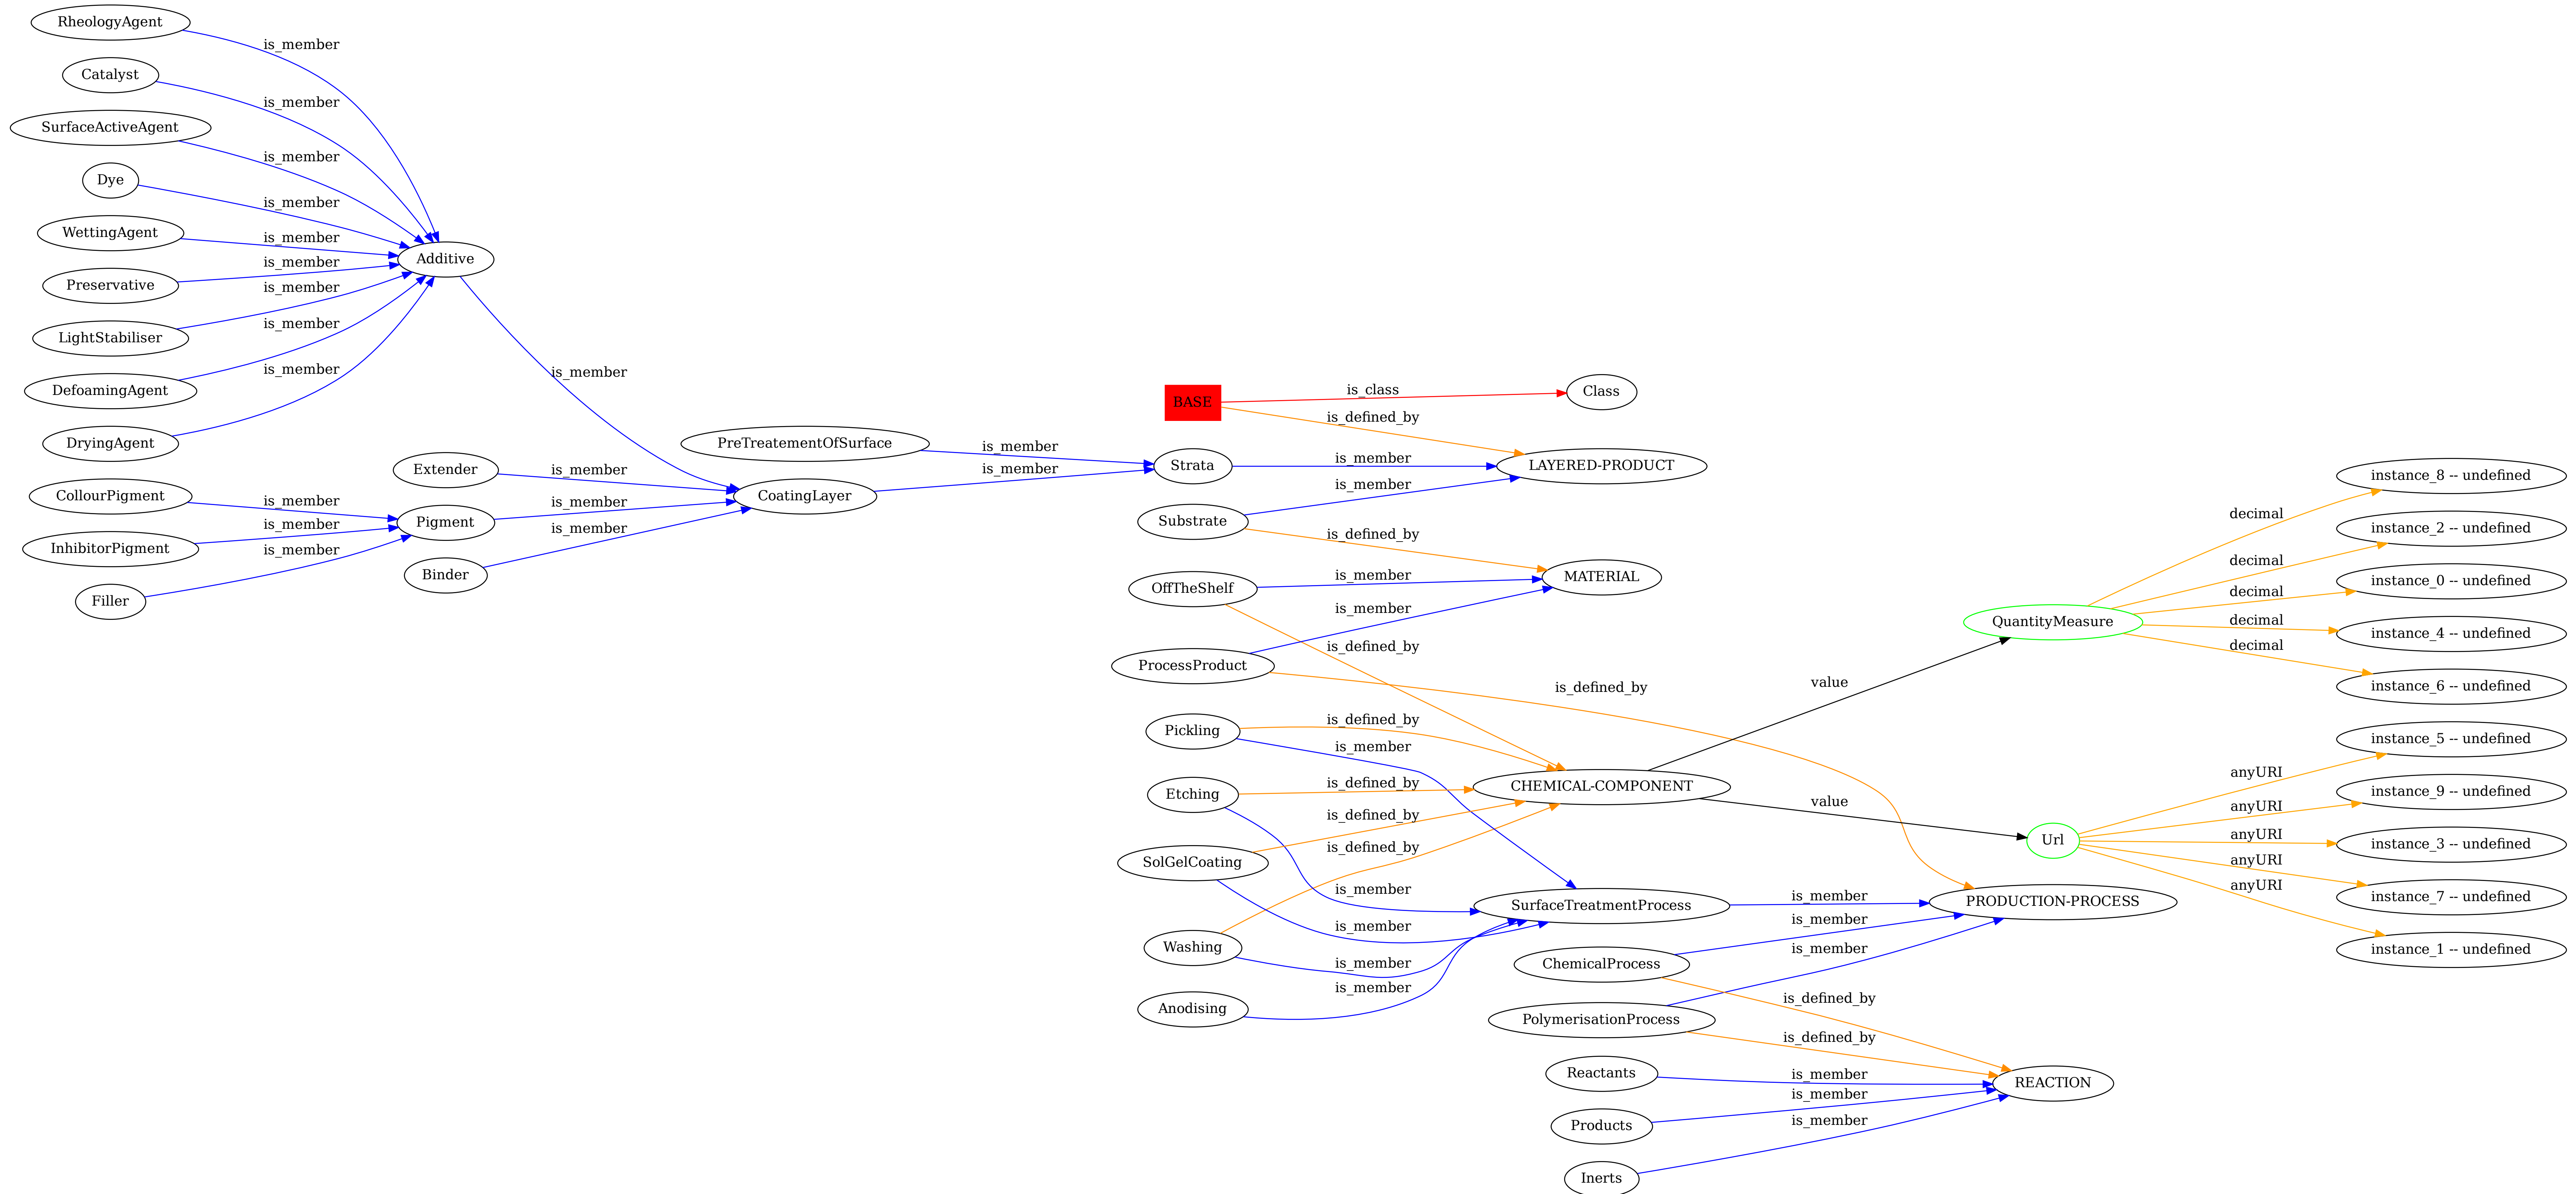 RheologyAgent
is_member
Catalyst
is_member
SurfaceActiveAgent
is_member
Dye
is_member
WettingAgent
is_member
Additive
Preservative
is_member
LightStabiliser
is_member
DefoamingAgent
is_member
DryingAgent
is_member
is_member
CollourPigment
is_member
InhibitorPigment
is_member
Filler
is_member
Extender
is_member
Pigment
is_member
Binder
is_member
PreTreatementOfSurface
is_member
CoatingLayer
is_member
BASE
is_class
Class
is_defined_by
Strata
is_member
LAYERED-PRODUCT
is_member
Substrate
is_defined_by
OffTheShelf
is_member
MATERIAL
is_member
is_defined_by
ProcessProduct
is_defined_by
Pickling
is_defined_by
is_member
Etching
is_defined_by
CHEMICAL-COMPONENT
is_defined_by
SolGelCoating
is_defined_by
is_member
is_member
Washing
is_member
Anodising
is_member
SurfaceTreatmentProcess
is_member
PRODUCTION-PROCESS
is_member
ChemicalProcess
is_member
PolymerisationProcess
is_defined_by
is_defined_by
Reactants
is_member
REACTION
Products
is_member
Inerts
is_member
value
QuantityMeasure
value
Url
decimal
instance_8 -- undefined
decimal
instance_2 -- undefined
decimal
instance_0 -- undefined
decimal
instance_4 -- undefined
decimal
instance_6 -- undefined
anyURI
instance_5 -- undefined
anyURI
instance_9 -- undefined
anyURI
instance_3 -- undefined
anyURI
instance_7 -- undefined
anyURI
instance_1 -- undefined